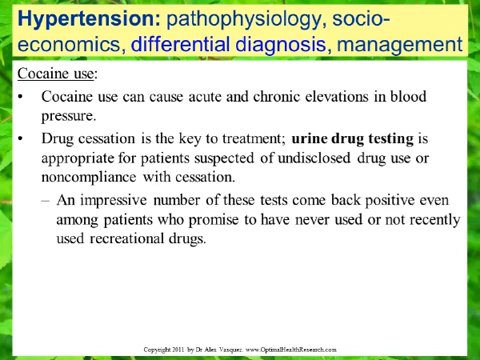 Hypertension: pathophysiology, socio-
economics, differential diagnosis, management
Cocaine use:
• Cocaine use can cause acute and chronic elevations in blood
pressure.
• Drug cessation is the key to treatment; urine drug testing is
appropriate for patients suspected of undisclosed drug use or
noncompliance with cessation.
– An impressive number of these tests come back positive even
among patients who promise to have never used or not recently
used recreational drugs.
Copyright 2011 by Dr Alex Vasquez. www.OptimalHealthResearch.com